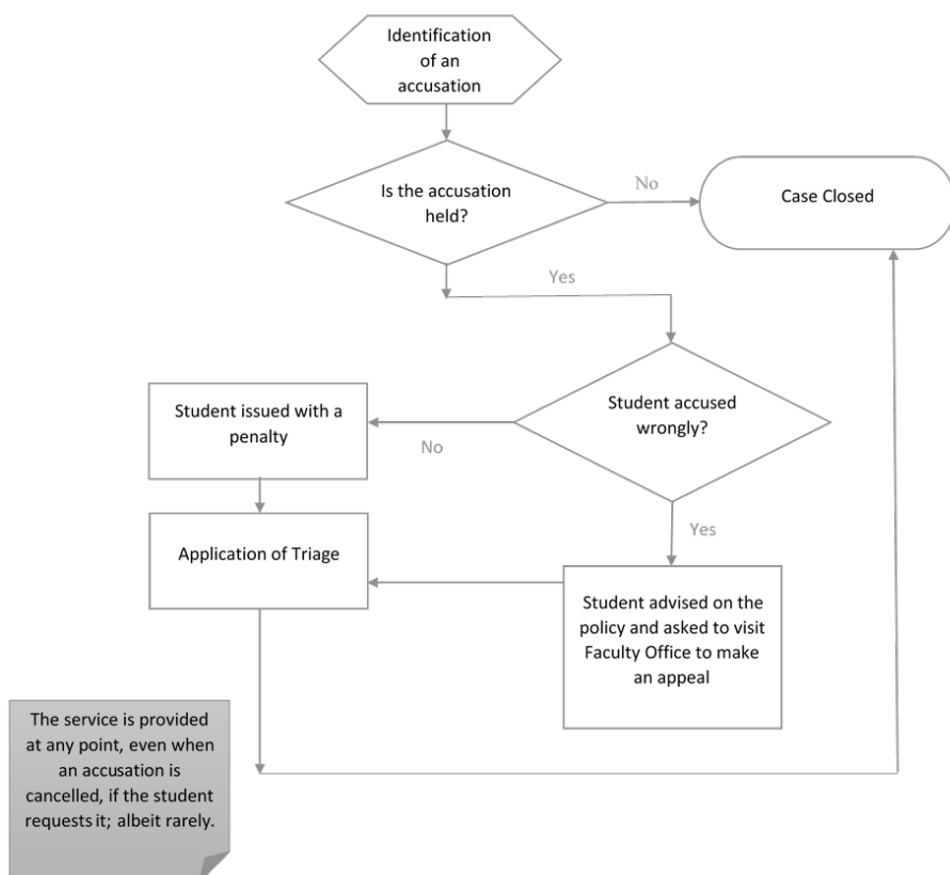 Identification
of an
accusation
Is the accusation
held?
No
Case Closed
Yes
Student accused
wrongly?
Student issued with a
penalty
No
Application of Triage
Yes
Student advised on the
policy and asked to visit
Faculty Office to make
an appeal
The service is provided
at any point, even when
an accusation is
cancelled, if the student
requests it; albeit rarely.